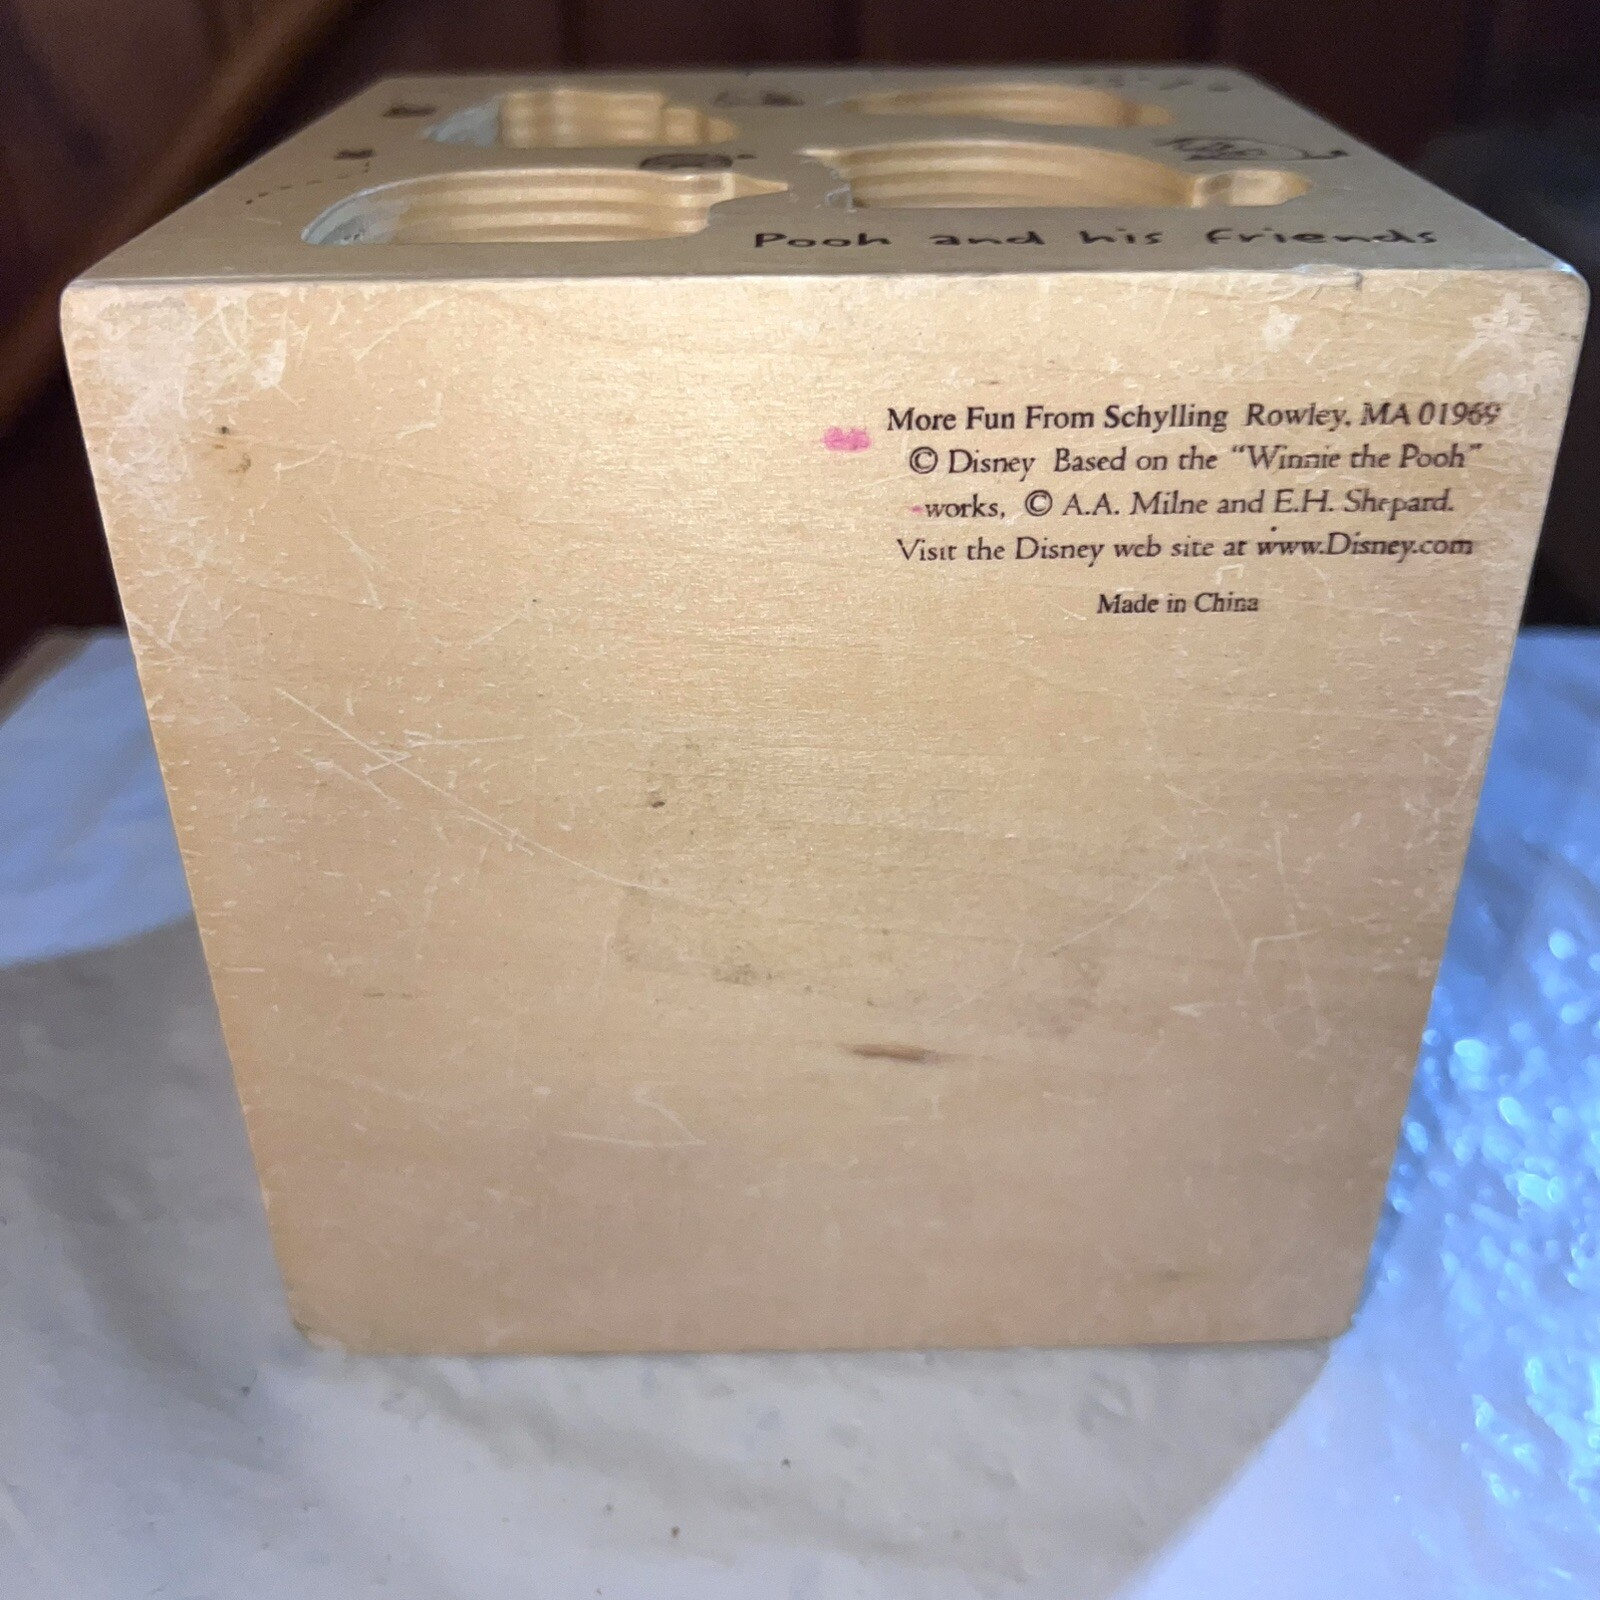 Pooh and his friends
More Fun From Schylling Rowley, MA 01969
© Disney Based on the “Winnie the Pooh”
works, © A.A. Milne and E.H. Shepard.
Visit the Disney web site at www.Disney.com
Made in China